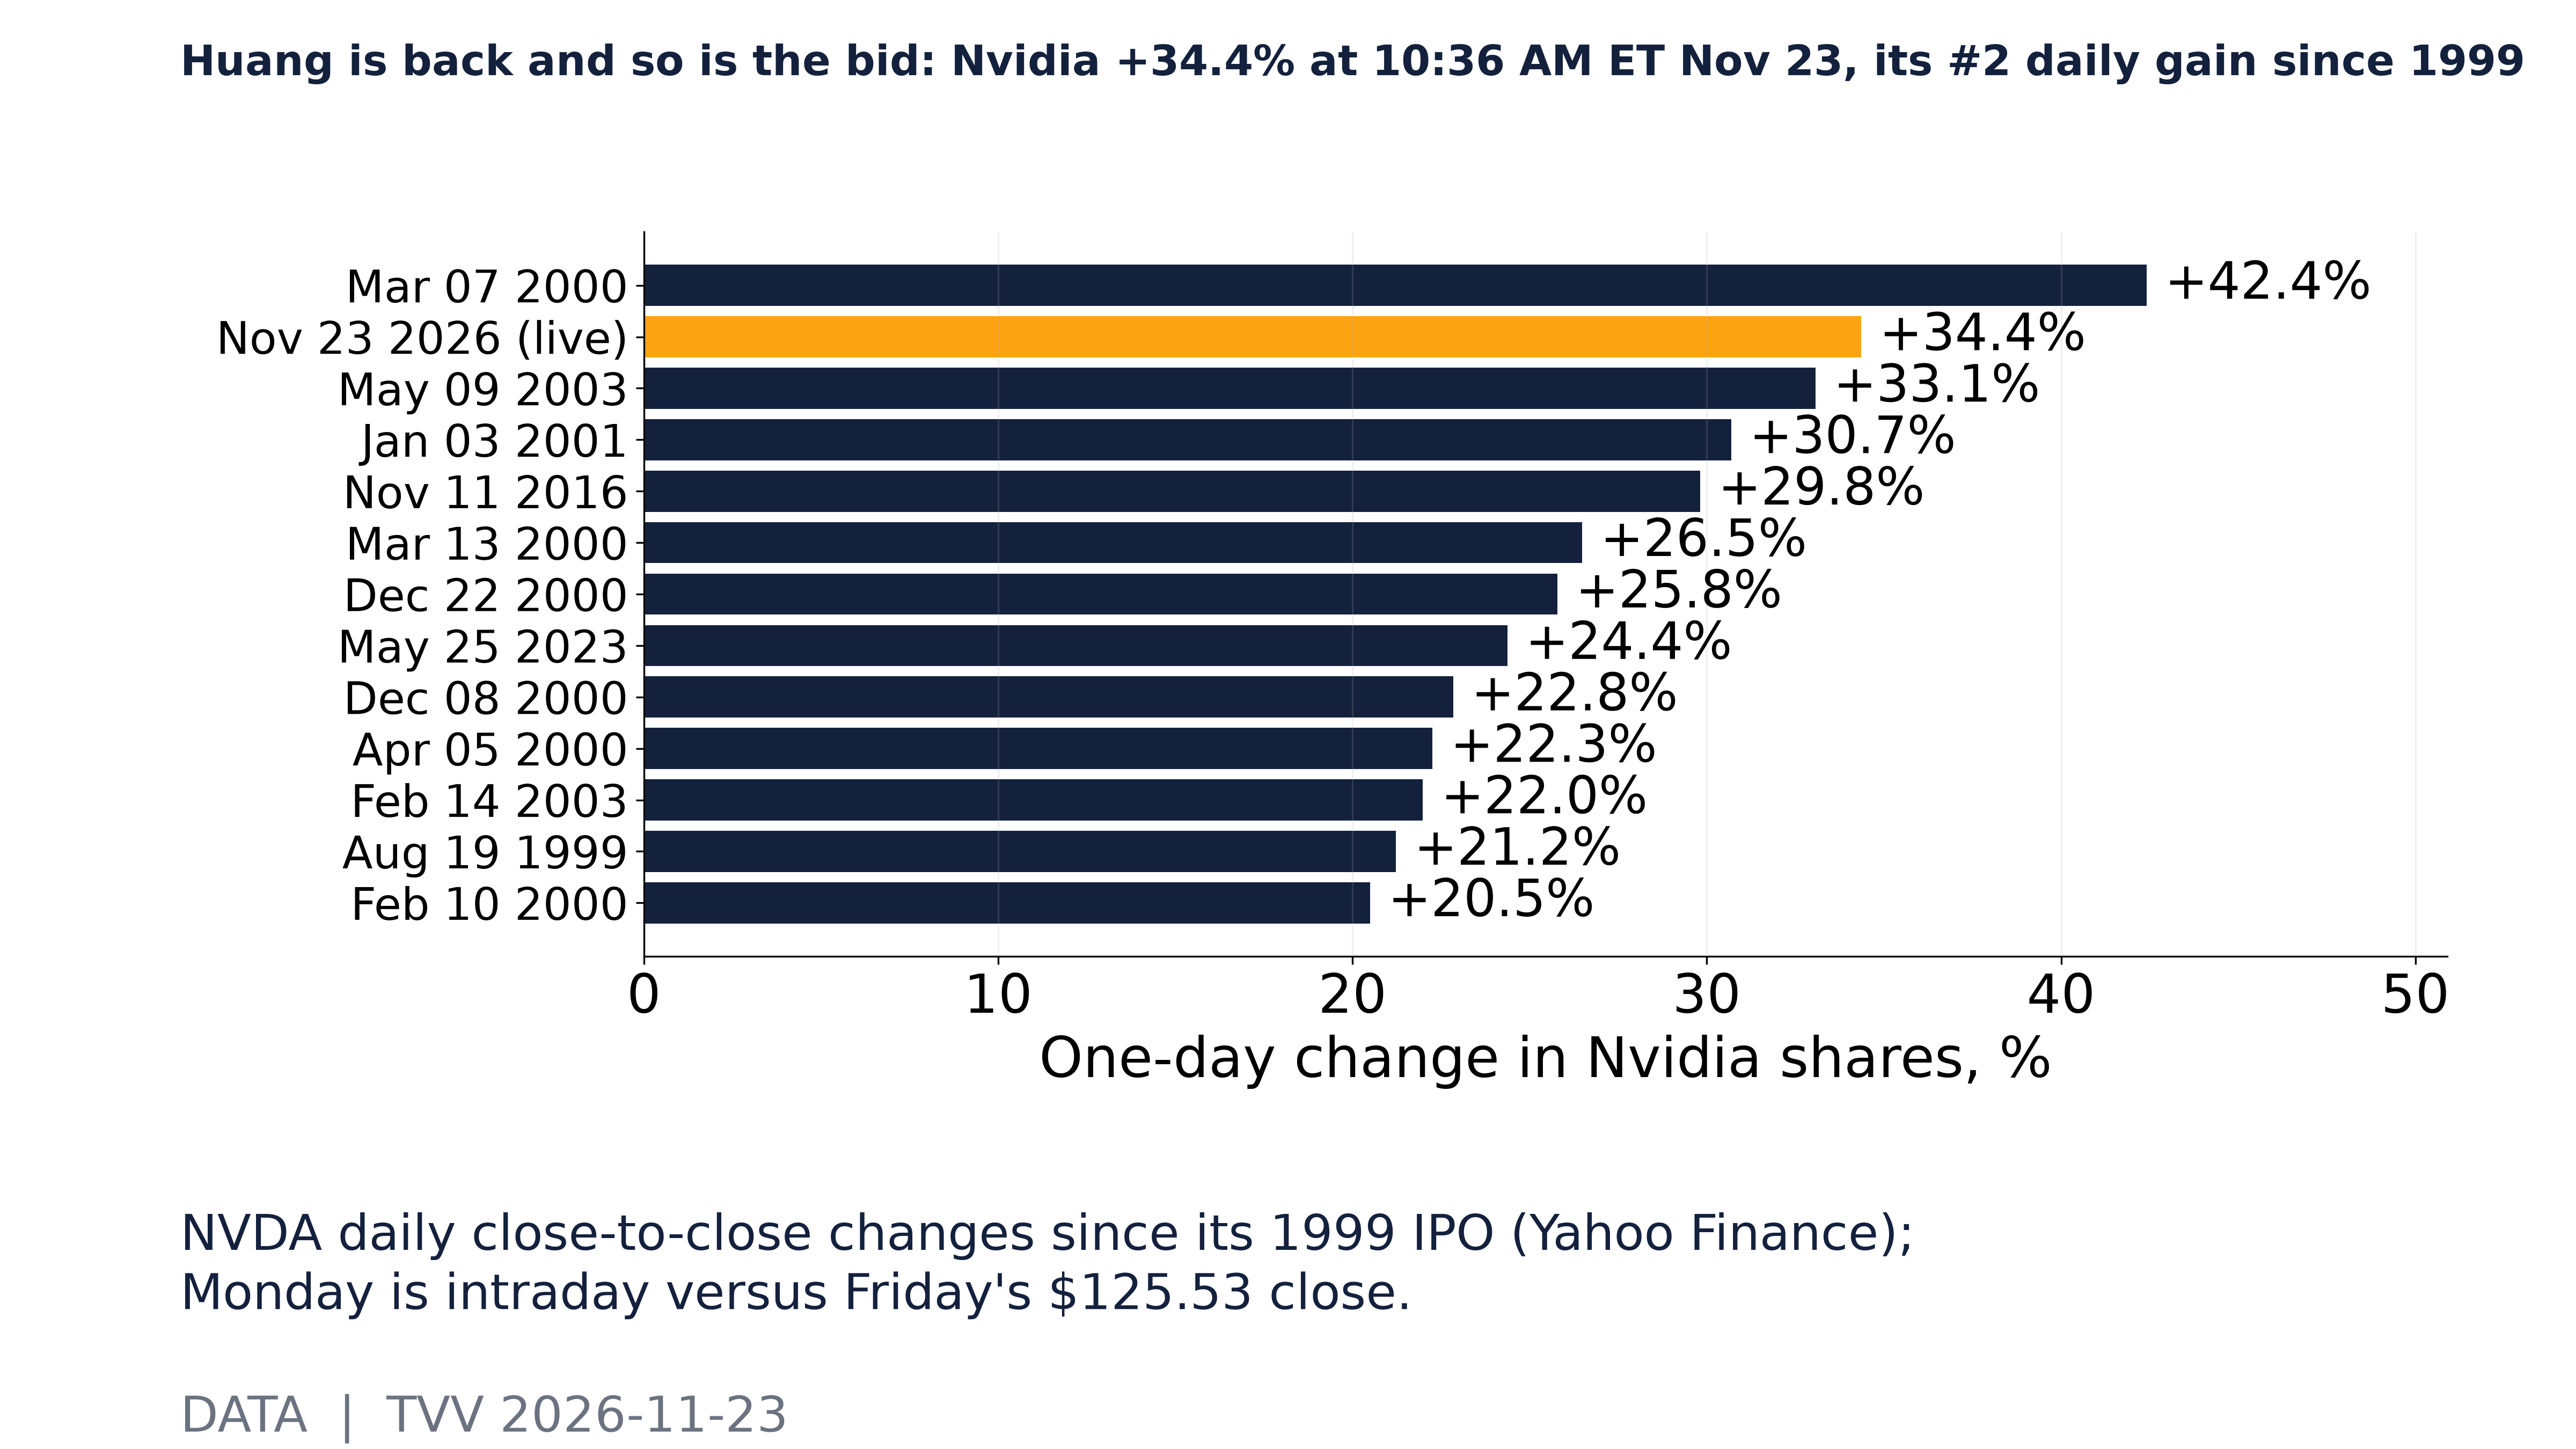 Huang is back and so is the bid: Nvidia +34.4% at 10:36 AM ET Nov 23, its #2 daily gain since 1999
Mar 07 2000 +42.4%
Nov 23 2026 (live) +34.4%
May 09 2003 +33.1%
Jan 03 2001 +30.7%
Nov 11 2016 +29.8%
Mar 13 2000 +26.5%
Dec 22 2000 +25.8%
May 25 2023 +24.4%
Dec 08 2000 +22.8%
Apr 05 2000 +22.3%
Feb 14 2003 +22.0%
Aug 19 1999 +21.2%
Feb 10 2000 +20.5%
0 10 20 30 40 50
One-day change in Nvidia shares, %
NVDA daily close-to-close changes since its 1999 IPO (Yahoo Finance);
Monday is intraday versus Friday's $125.53 close.
DATA | TVV 2026-11-23